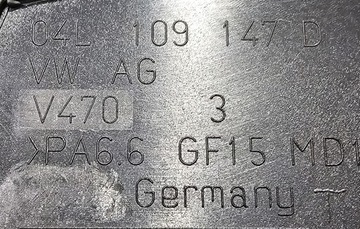 04L 109 147 D
VW AG
V470 3
>PA6.6 GF15 MD1
Germany